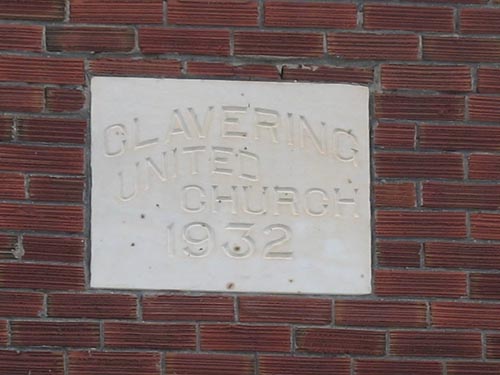 CLAVERING
UNITED
CHURCH
1932